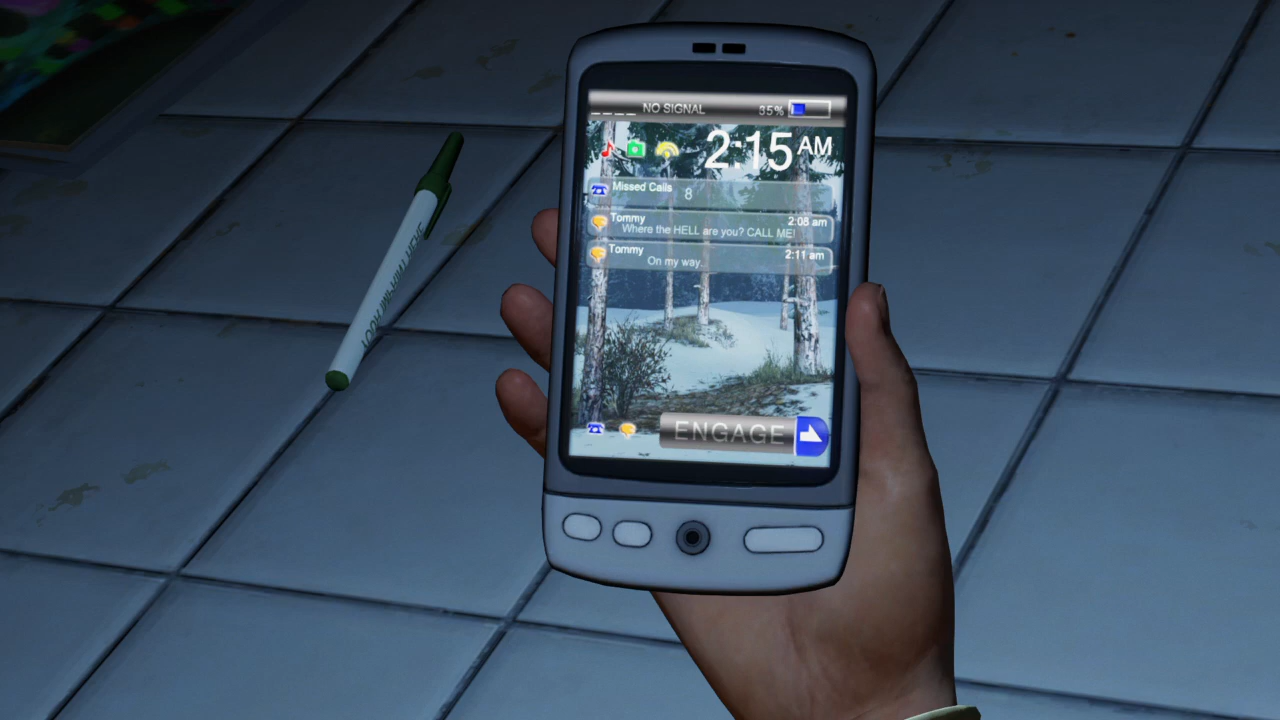 NO SIGNAL 35%
2:15 AM
Missed Calls 8
Tommy 2:08 am
Where the HELL are you? CALL ME!
Tommy 2:11 am
On my way.
ENGAGE